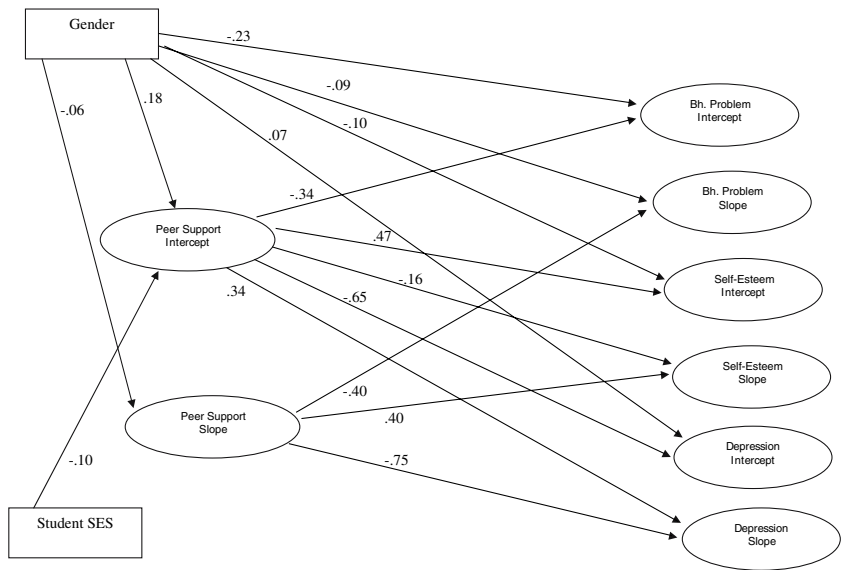 Gender
-.23
-.09
-.06
.18
-.10
.07
Bh. Problem
Intercept
-.34
Bh. Problem
Slope
Peer Support
Intercept
.47
-.16
.34
-.65
Self-Esteem
Intercept
Self-Esteem
Slope
-.40
.40
Peer Support
Slope
-.75
-.10
Depression
Intercept
Student SES
Depression
Slope